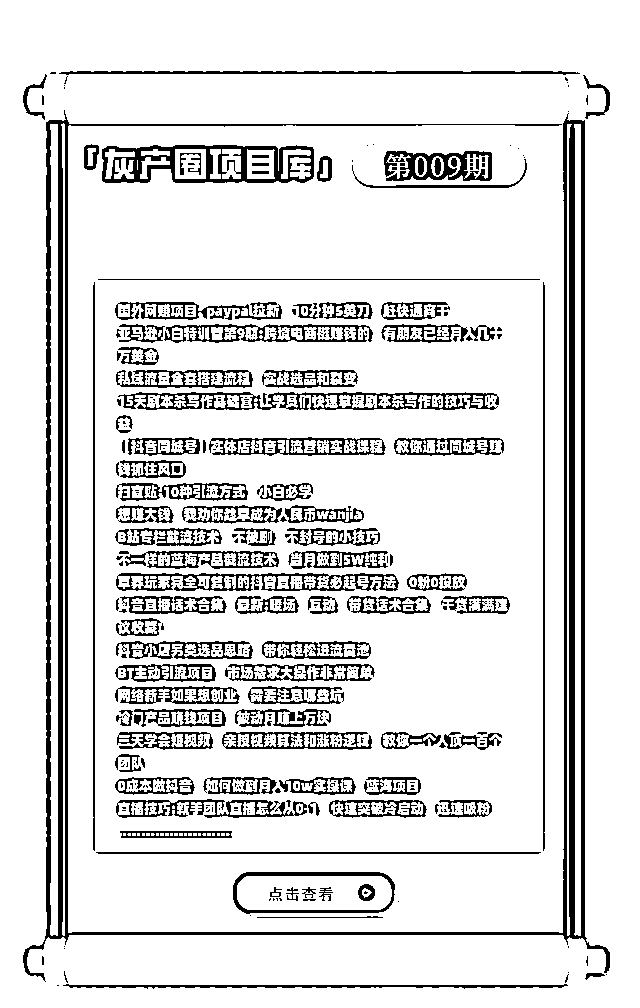 「灰产圈项目库」 第009期
国外网赚项目-paypal拉新 10分钟5美刀 轻快通简干
亚马逊小白特训营第9期:跨境电商挺赚钱的 有朋友已经月入几十
万美金
私域流量全套搭建流程 实战选品和裂变
15天剧本杀写作基础营:让学员们快速掌握剧本杀写作的技巧与收
益
【抖音同城号】实体店抖音引流营销实战课程 教你通过同城号赚
钱抓住风口
扫盲贴:10种引流方式 小白必学
想赚大钱 我劝你赶早成为人民币wanjia
B站专栏截流技术 不被删 不封号的小技巧
不一样的蓝海产品截流技术 当月做到5W纯利
草莽玩家完全可复制的抖音直播带货必起号方法 0粉0投放
抖音直播话术合集 最新:暖场 互动 带货话术合集 干货满满建
议收藏!
抖音小店另类选品思路 带你轻松进流量池
BT主动引流项目 市场需求大操作非常简单
网络新手如果想创业 需要注意哪些坑
冷门产品赚钱项目 被动月赚上万块
三天学会短视频 掌握视频算法和涨粉逻辑 教你一个人顶一百个
团队
0成本做抖音 如何做到月入10w实操课 蓝海项目
直播技巧:新手团队直播怎么从0-1 快速突破冷启动 迅速吸粉
点击查看